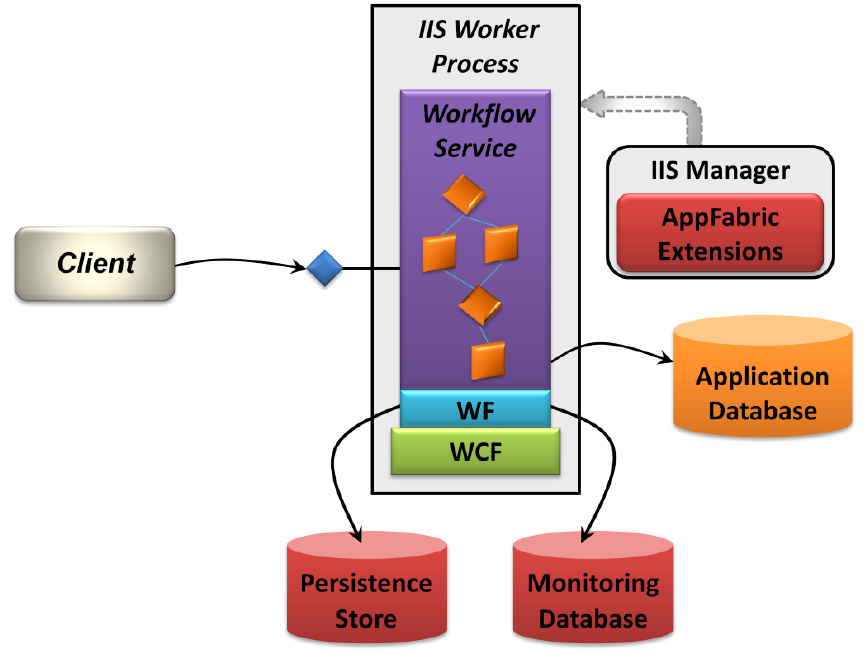 IIS Worker
Process
Workflow
Service
IIS Manager
AppFabric
Extensions
Client
Application
Database
WF
WCF
Persistence
Store
Monitoring
Database